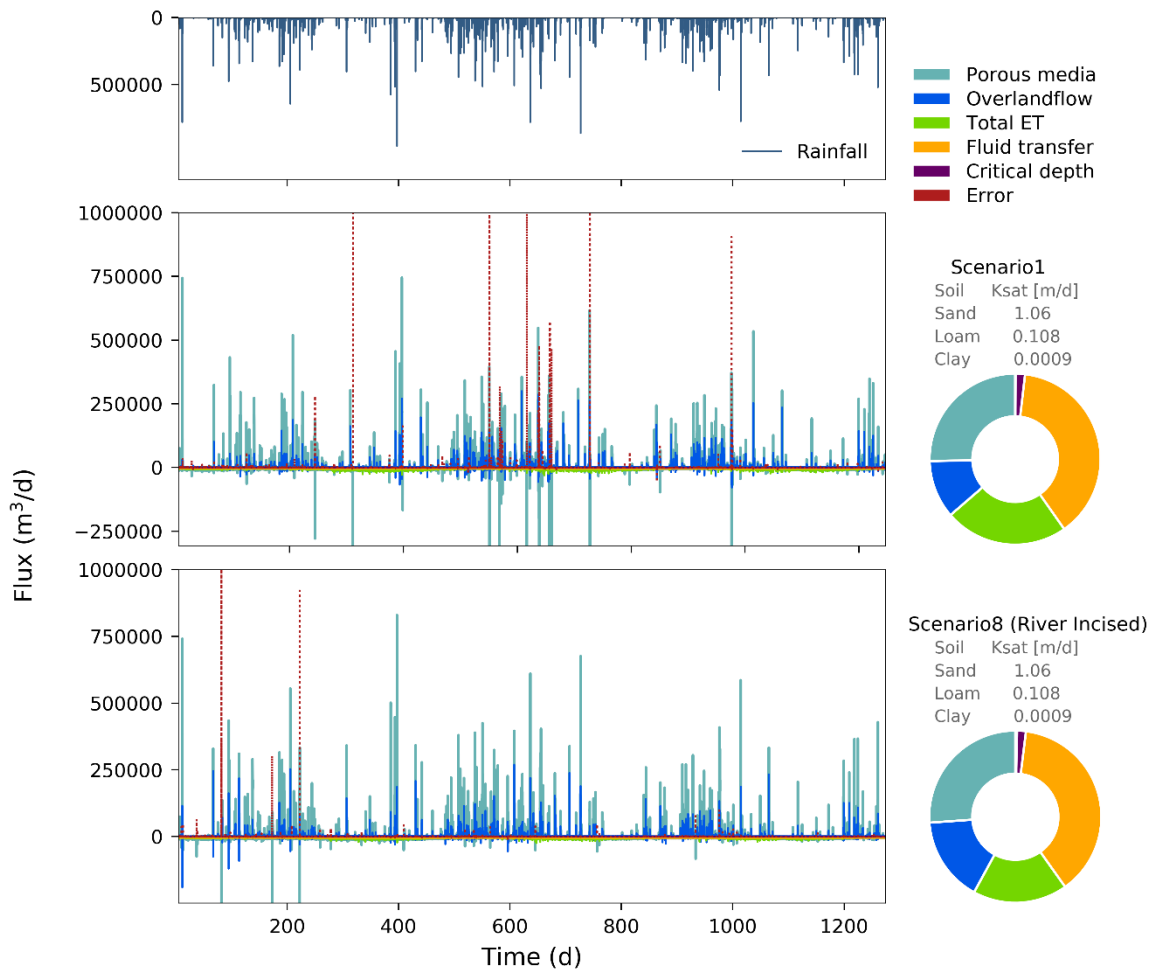 0
500000
Rainfall
Porous media
Overlandflow
Total ET
Fluid transfer
Critical depth
Error
Flux (m³/d)
1000000
750000
500000
250000
0
−250000
Scenario1
Soil Ksat [m/d]
Sand 1.06
Loam 0.108
Clay 0.0009
1000000
750000
500000
250000
0
200 400 600 800 1000 1200
Time (d)
Scenario8 (River Incised)
Soil Ksat [m/d]
Sand 1.06
Loam 0.108
Clay 0.0009